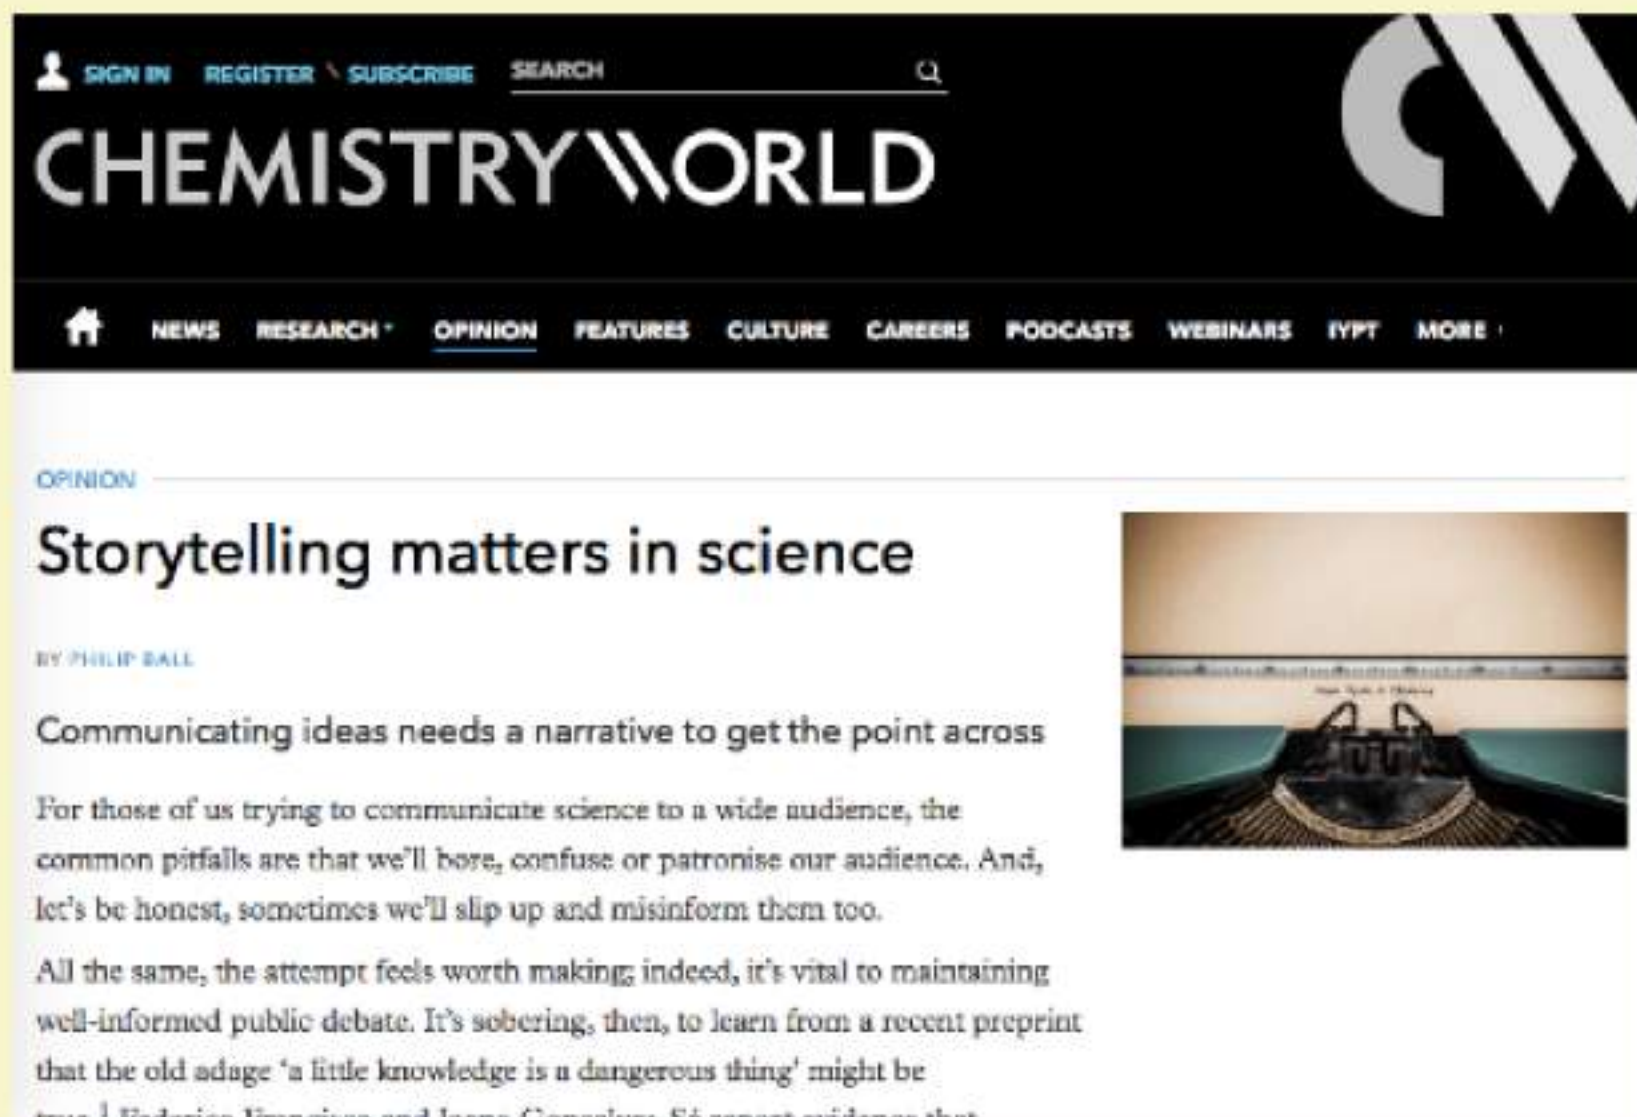 SIGN IN REGISTER SUBSCRIBE SEARCH
CHEMISTRY WORLD
CW
NEWS RESEARCH OPINION FEATURES CULTURE CAREERS PODCASTS WEBINARS IYPT MORE
OPINION
Storytelling matters in science
BY PHILIP BALL
Communicating ideas needs a narrative to get the point across
For those of us trying to communicate science to a wide audience, the
common pitfalls are that we'll bore, confuse or patronise our audience. And,
let's be honest, sometimes we'll slip up and misinform them too.
All the same, the attempt feels worth making; indeed, it's vital to maintaining
well-informed public debate. It's sobering, then, to learn from a recent preprint
that the old adage 'a little knowledge is a dangerous thing' might be